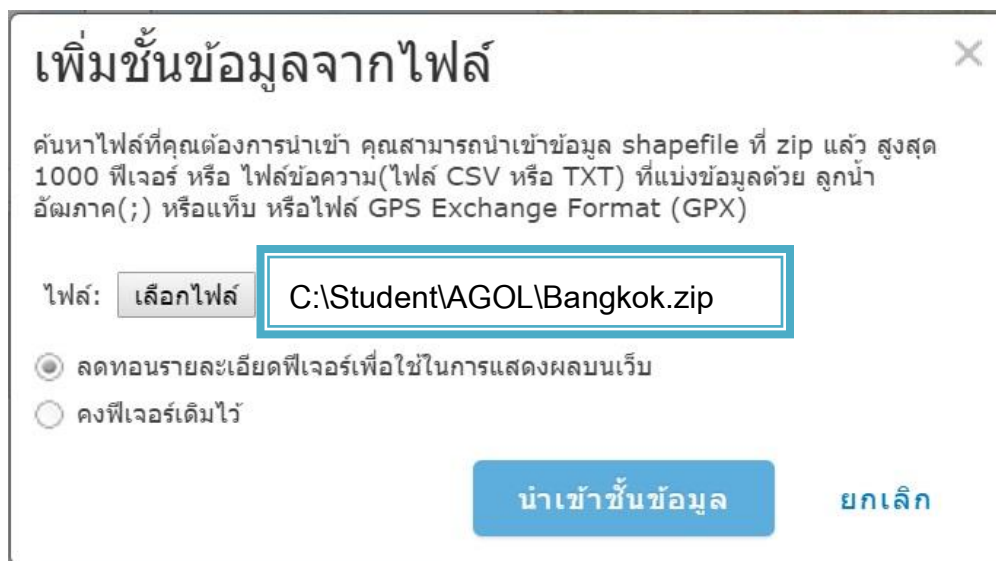 เพิ่มชั้นข้อมูลจากไฟล์
ค้นหาไฟล์ที่คุณต้องการนำเข้า คุณสามารถนำเข้าข้อมูล shapefile ที่ zip แล้ว สูงสุด
1000 ฟีเจอร์ หรือ ไฟล์ข้อความ(ไฟล์ CSV หรือ TXT) ที่แบ่งข้อมูลด้วย ลูกน้ำ
อัฒภาค(;) หรือแท็บ หรือไฟล์ GPS Exchange Format (GPX)
ไฟล์: เลือกไฟล์ C:\Student\AGOL\Bangkok.zip
ลดทอนรายละเอียดฟีเจอร์เพื่อใช้ในการแสดงผลบนเว็บ
คงฟีเจอร์เดิมไว้
นำเข้าชั้นข้อมูล ยกเลิก